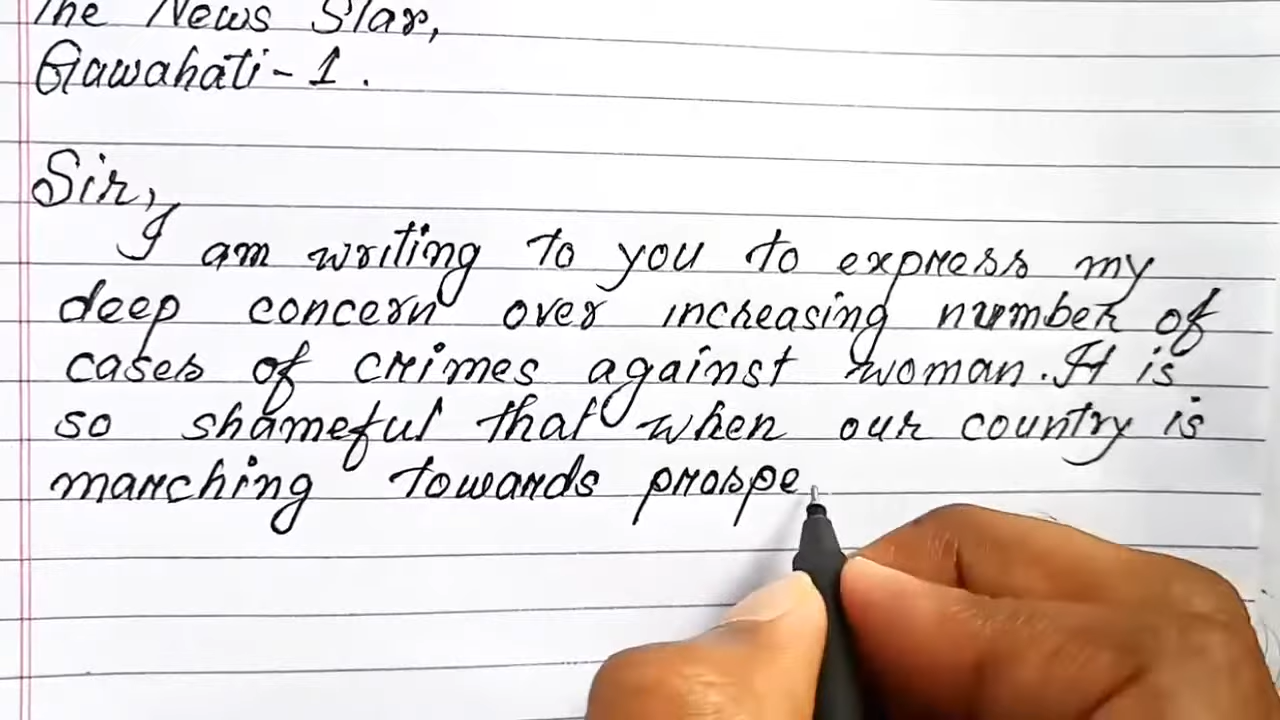 The News Star,
Gawahati-1.
Sir,
I am writing to you to express my
deep concern over increasing number of
cases of crimes against woman. It is
so shameful that when our country is
marching towards prospe